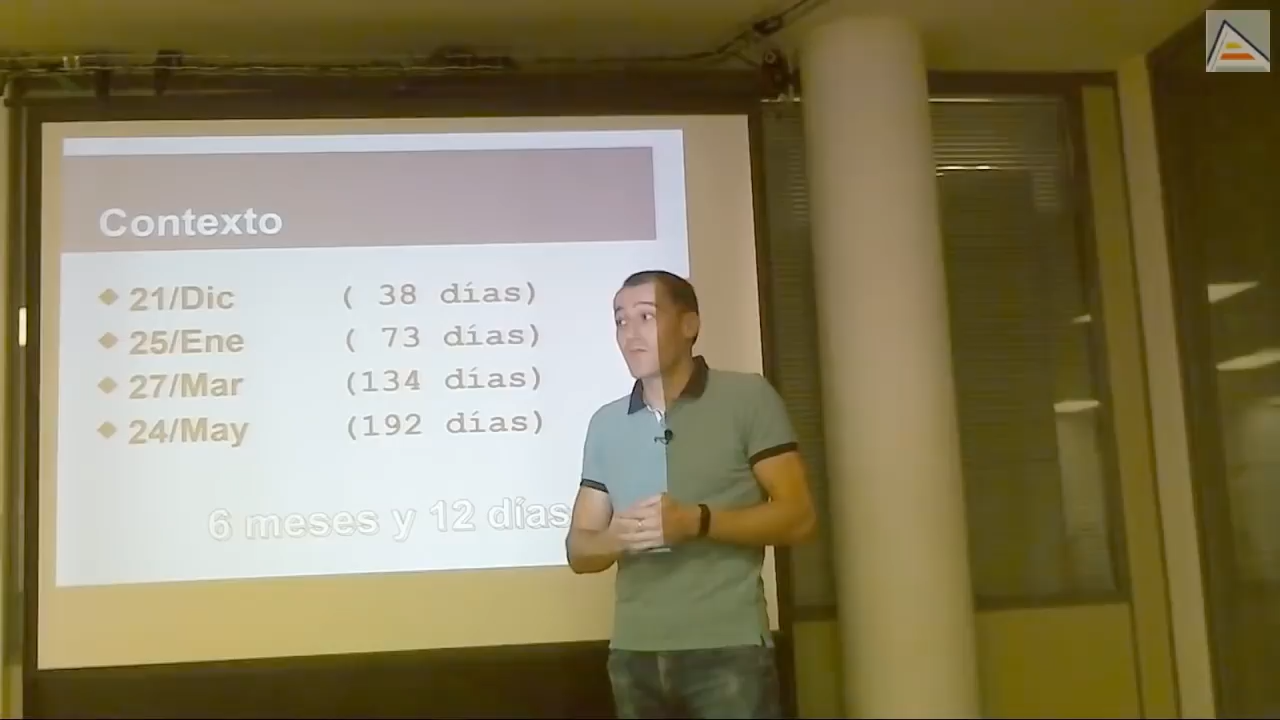 Contexto
21/Dic ( 38 días)
25/Ene ( 73 días)
27/Mar (134 días)
24/May (192 días)
6 meses y 12 días